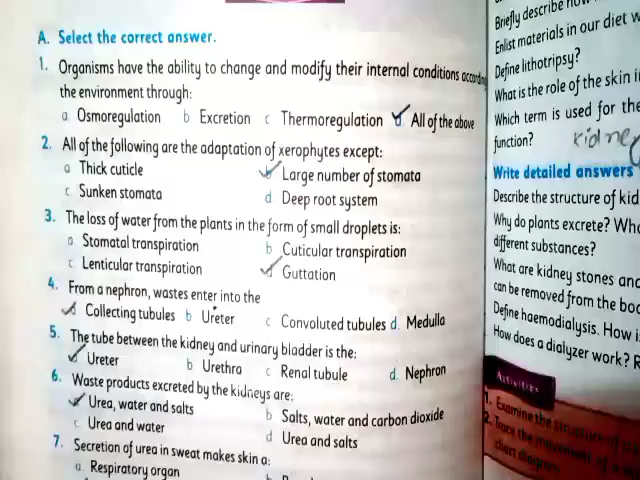 A. Select the correct answer.
1. Organisms have the ability to change and modify their internal conditions according
the environment through:
a Osmoregulation b Excretion c Thermoregulation d. All of the above
2. All of the following are the adaptation of xerophytes except:
a Thick cuticle b Large number of stomata
c Sunken stomata d Deep root system
3. The loss of water from the plants in the form of small droplets is:
a Stomatal transpiration b Cuticular transpiration
c Lenticular transpiration d Guttation
4. From a nephron, wastes enter into the
a Collecting tubules b Ureter c Convoluted tubules d. Medulla
5. The tube between the kidney and urinary bladder is the:
a Ureter b Urethra c Renal tubule d. Nephron
6. Waste products excreted by the kidneys are:
a Urea, water and salts b Salts, water and carbon dioxide
c Urea and water d Urea and salts
7. Secretion of urea in sweat makes skin a:
a. Respiratory organ
Briefly describe how
Enlist materials in our diet w
Define lithotripsy?
What is the role of the skin i
Which term is used for the
function? kidney
Write detailed answers
Describe the structure of kid
Why do plants excrete? Wh
different substances?
What are kidney stones and
can be removed from the bo
Define haemodialysis. How i
How does a dialyzer work?
Activities
1. Examine the structure of
2. Trace the movement of a
chart diagram